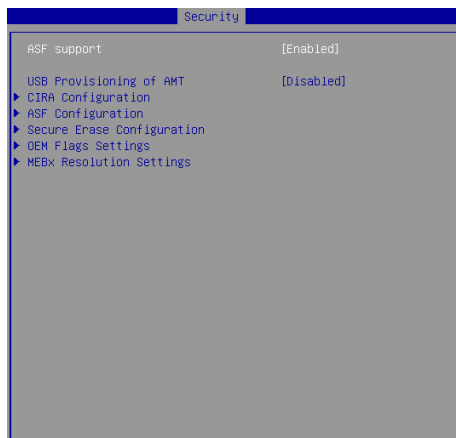 Security
ASF support [Enabled]
USB Provisioning of AMT [Disabled]
CIRA Configuration
ASF Configuration
Secure Erase Configuration
OEM Flags Settings
MEBx Resolution Settings